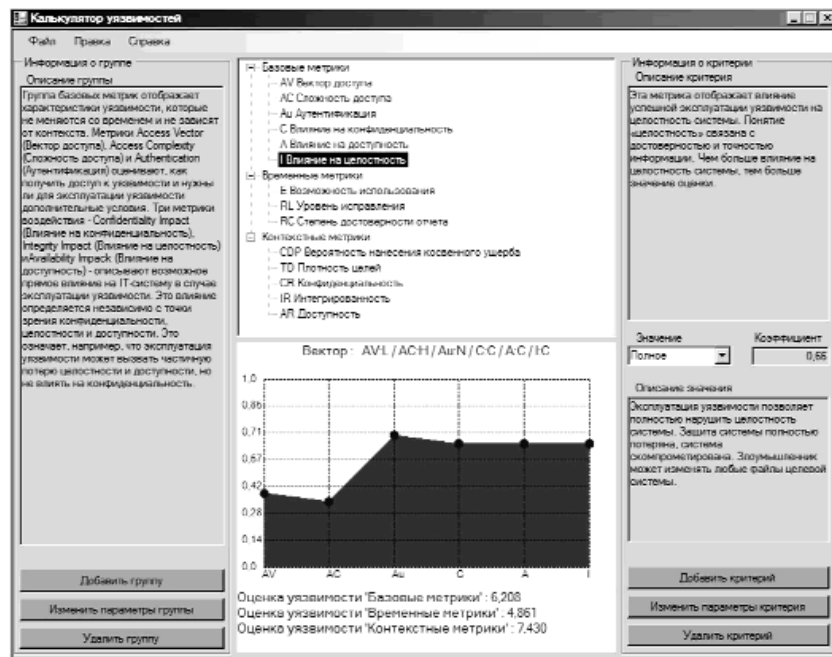 Калькулятор уязвимостей
Файл Правка Справка
Информация о группе
Описание группы
Группа базовых метрик отображает
характеристики уязвимости, которые
не меняются со временем и не зависят
от контекста. Метрики Access Vector
(Вектор доступа), Access Complexity
(Сложность доступа) и Authentication
(Аутентификация) оценивают, как
получить доступ к уязвимости и нужны
ли для эксплуатации уязвимости
дополнительные условия. Три метрики
воздействия - Confidentiality Impact
(Влияние на конфиденциальность),
Integrity Impact (Влияние на целостность)
иAvailability Impack (Влияние на
доступность) - описывают возможное
прямое влияние на IT-систему в случае
эксплуатации уязвимости. Это влияние
определяется независимо с точки
зрения конфиденциальности,
целостности и доступности. Это
означает, например, что эксплуатация
уязвимости может вызвать частичную
потерю целостности и доступности, но
не влиять на конфиденциальность.
Добавить группу
Изменить параметры группы
Удалить группу
Базовые метрики
AV Вектор доступа
AC Сложность доступа
Au Аутентификация
C Влияние на конфиденциальность
A Влияние на доступность
I Влияние на целостность
Временные метрики
E Возможность использования
RL Уровень исправления
RC Степень достоверности отчета
Контекстные метрики
CDP Вероятность нанесения косвенного ущерба
TD Плотность целей
CR Конфиденциальность
IR Интегрированность
AR Доступность
Вектор: AV:L / AC:H / Au:N / C:C / A:C / I:C
1,0
0,85
0,71
0,57
0,42
0,28
0,14
0,0
AV AC Au C A I
Оценка уязвимости 'Базовые метрики' : 6,208
Оценка уязвимости 'Временные метрики' : 4,861
Оценка уязвимости 'Контекстные метрики' : 7,430
Информация о критерии
Описание критерия
Эта метрика отображает влияние
успешной эксплуатации уязвимости на
целостность системы. Понятие
«целостность» связана с
достоверностью и точностью
информации. Чем больше влияние на
целостность системы, тем больше
значение оценки.
Значение Коэффициент
Полное 0,66
Описание значения
Эксплуатация уязвимости позволяет
полностью нарушить целостность
системы. Защита системы полностью
потеряна, система
скомпрометирована. Злоумышленник
может изменять любые файлы целевой
системы.
Добавить критерий
Изменить параметры критерия
Удалить критерий